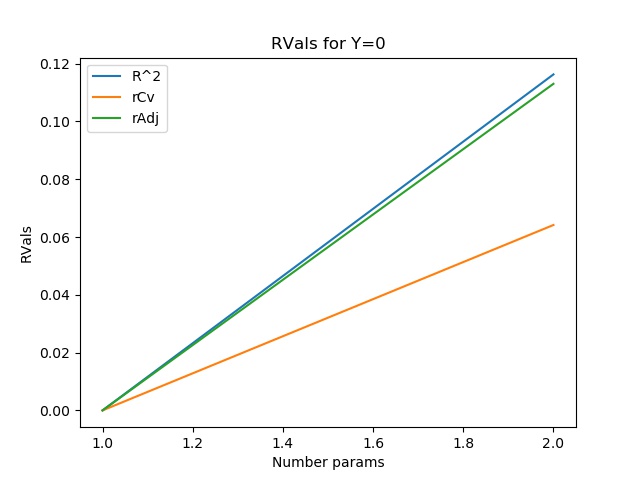 RVals for Y=0
R^2
rCv
rAdj
RVals
0.12
0.10
0.08
0.06
0.04
0.02
0.00
1.0 1.2 1.4 1.6 1.8 2.0
Number params